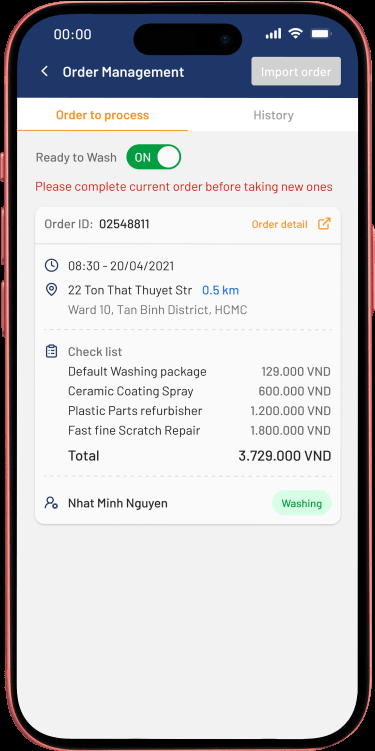 00:00
Order Management
Import order
Order to process
History
Ready to Wash
ON
Please complete current order before taking new ones
Order ID: 02548811
Order detail
08:30 - 20/04/2021
22 Ton That Thuyet Str 0.5 km
Ward 10, Tan Binh District, HCMC
Check list
Default Washing package 129.000 VND
Ceramic Coating Spray 600.000 VND
Plastic Parts refurbisher 1.200.000 VND
Fast fine Scratch Repair 1.800.000 VND
Total 3.729.000 VND
Nhat Minh Nguyen
Washing